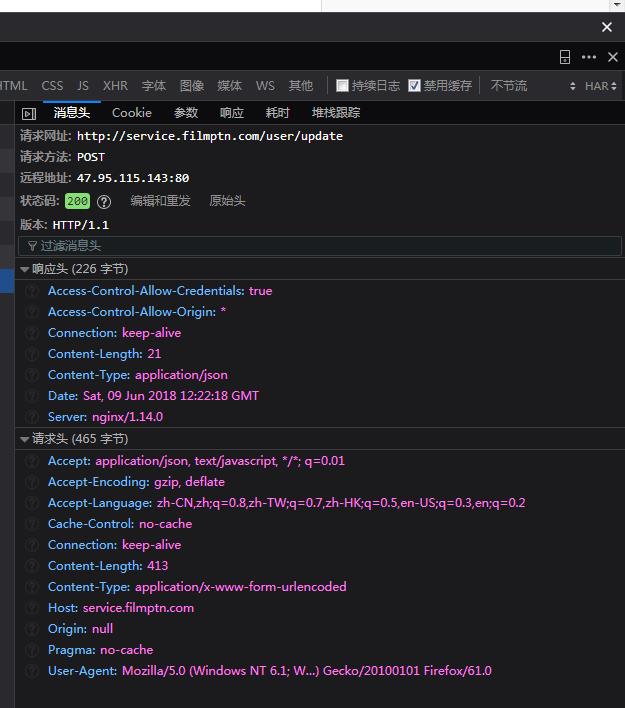 HTML CSS JS XHR 字体 图像 媒体 WS 其他 持续日志 禁用缓存 不节流 HAR
消息头 Cookie 参数 响应 耗时 堆栈跟踪
请求网址: http://service.filmptn.com/user/update
请求方法: POST
远程地址: 47.95.115.143:80
状态码: 200 ? 编辑和重发 原始头
版本: HTTP/1.1
过滤消息头
响应头 (226 字节)
? Access-Control-Allow-Credentials: true
? Access-Control-Allow-Origin: *
? Connection: keep-alive
? Content-Length: 21
? Content-Type: application/json
? Date: Sat, 09 Jun 2018 12:22:18 GMT
? Server: nginx/1.14.0
请求头 (465 字节)
? Accept: application/json, text/javascript, */*; q=0.01
? Accept-Encoding: gzip, deflate
? Accept-Language: zh-CN,zh;q=0.8,zh-TW;q=0.7,zh-HK;q=0.5,en-US;q=0.3,en;q=0.2
? Cache-Control: no-cache
? Connection: keep-alive
? Content-Length: 413
? Content-Type: application/x-www-form-urlencoded
? Host: service.filmptn.com
? Origin: null
? Pragma: no-cache
? User-Agent: Mozilla/5.0 (Windows NT 6.1; W...) Gecko/20100101 Firefox/61.0